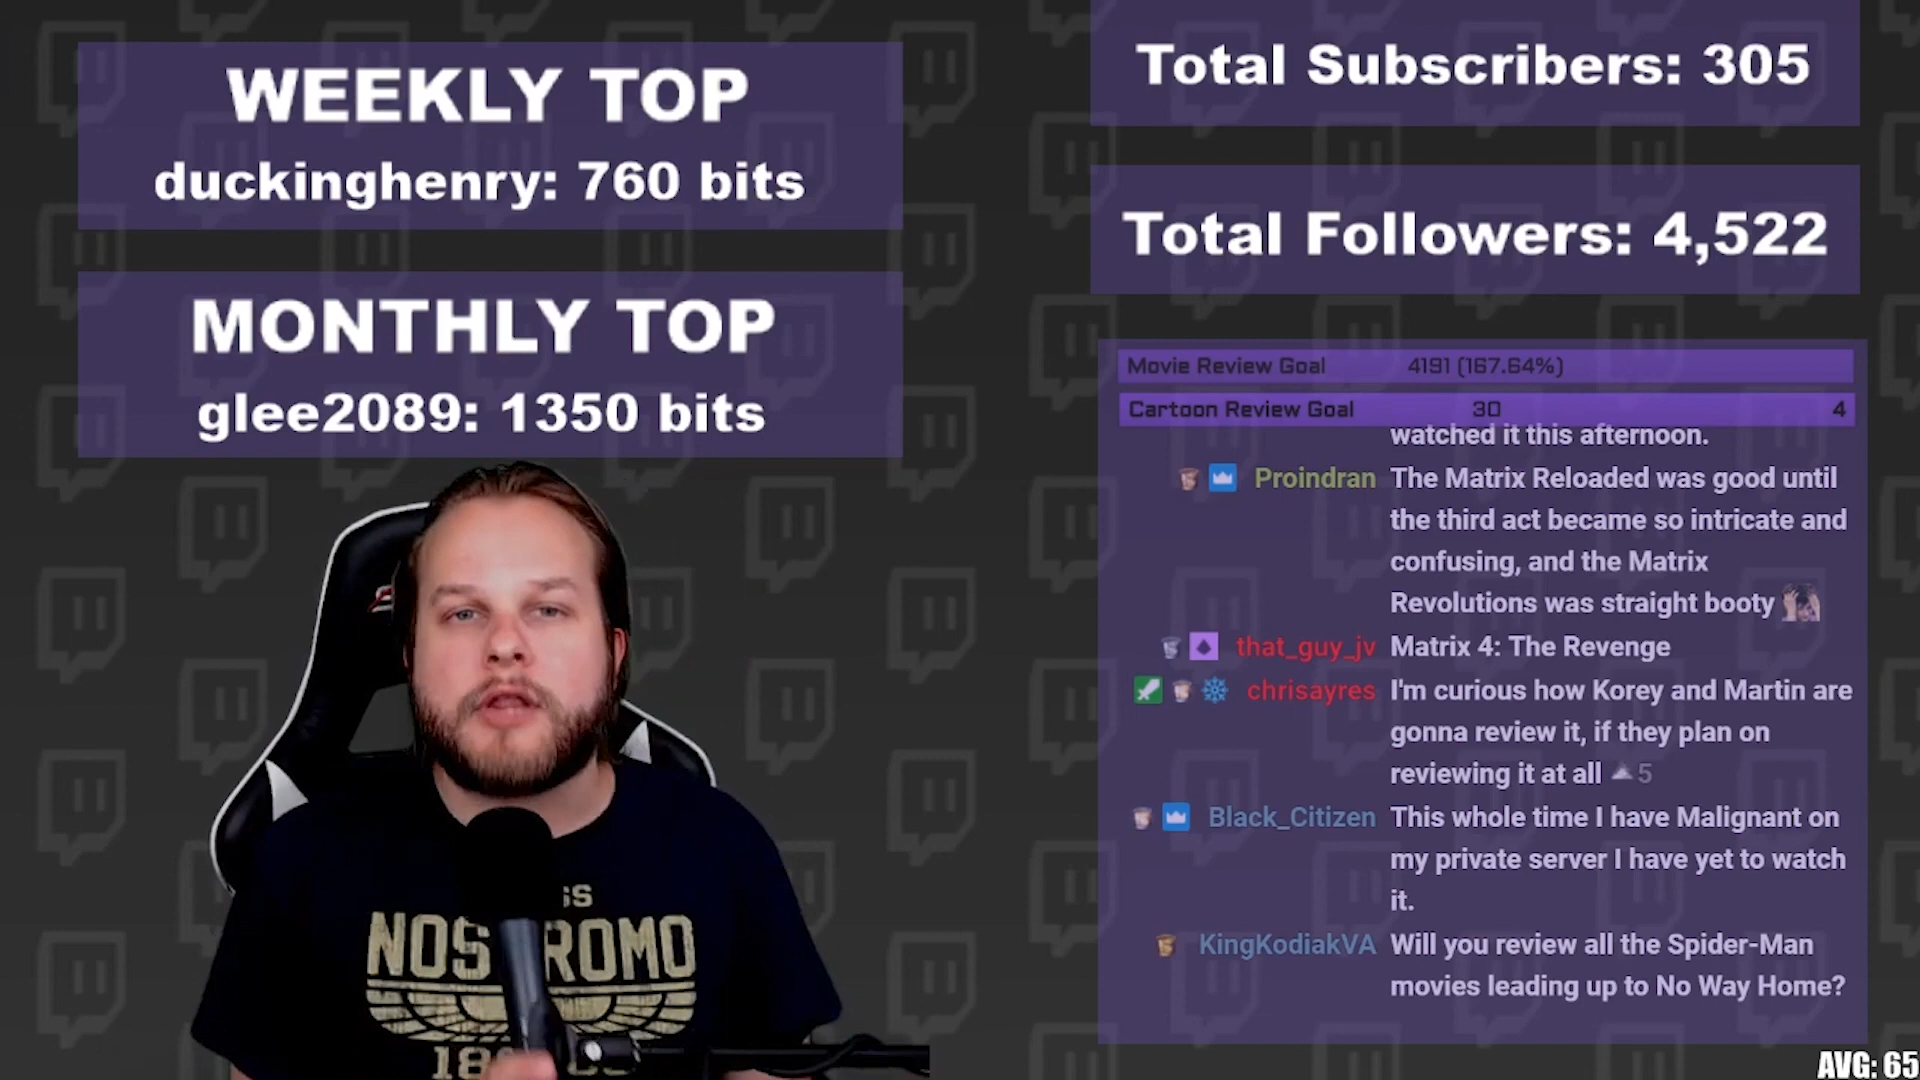 WEEKLY TOP
duckinghenry: 760 bits
MONTHLY TOP
glee2089: 1350 bits
Total Subscribers: 305
Total Followers: 4,522
Movie Review Goal 4191 (167.64%)
Cartoon Review Goal 30 4
watched it this afternoon.
Proindran The Matrix Reloaded was good until
the third act became so intricate and
confusing, and the Matrix
Revolutions was straight booty
that_guy_jv Matrix 4: The Revenge
chrisayres I'm curious how Korey and Martin are
gonna review it, if they plan on
reviewing it at all 5
Black_Citizen This whole time I have Malignant on
my private server I have yet to watch
it.
KingKodiakVA Will you review all the Spider-Man
movies leading up to No Way Home?
AVG: 65